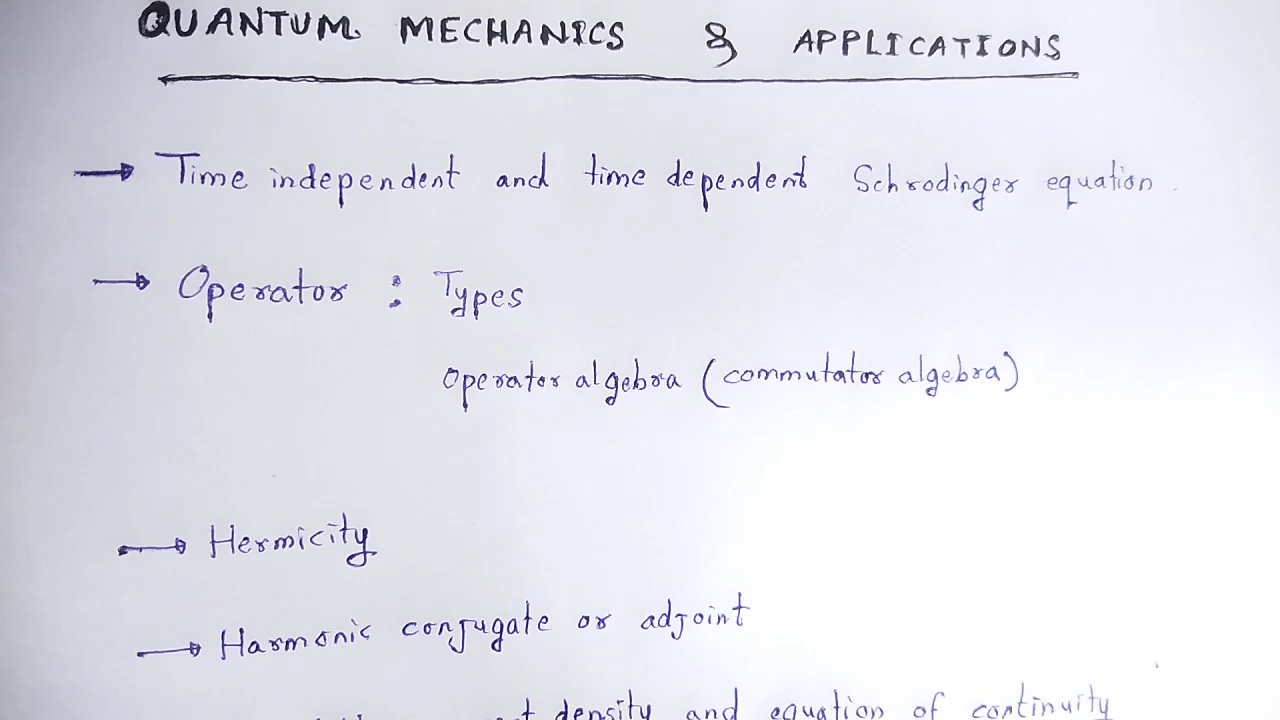 QUANTUM MECHANICS & APPLICATIONS
→ Time independent and time dependent Schrodinger equation.
→ Operator : Types
Operator algebra (commutator algebra)
→ Hermicity
→ Harmonic conjugate or adjoint
density and equation of continuity